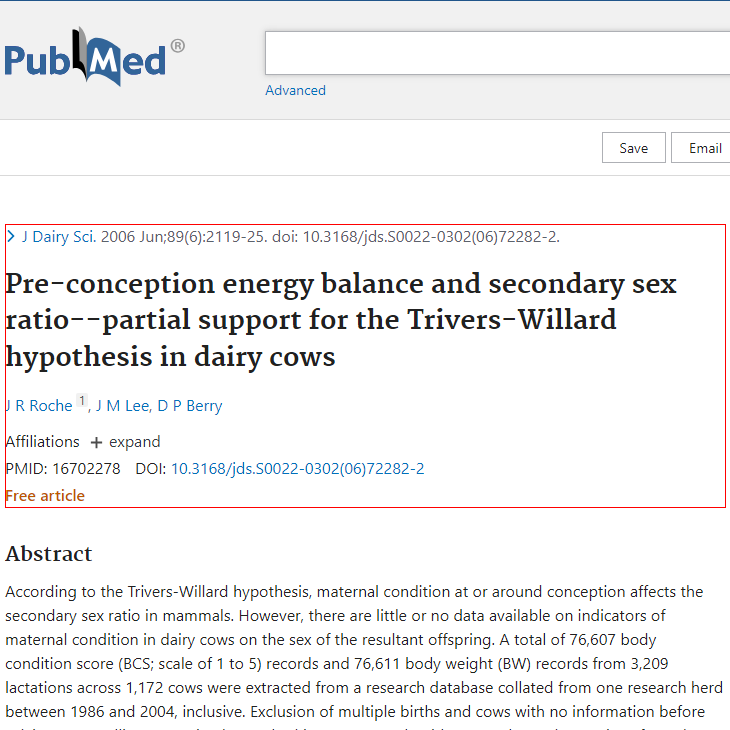 PubMed®
Advanced
Save Email
J Dairy Sci. 2006 Jun;89(6):2119-25. doi: 10.3168/jds.S0022-0302(06)72282-2.
Pre-conception energy balance and secondary sex
ratio--partial support for the Trivers-Willard
hypothesis in dairy cows
J R Roche 1, J M Lee, D P Berry
Affiliations + expand
PMID: 16702278 DOI: 10.3168/jds.S0022-0302(06)72282-2
Free article
Abstract
According to the Trivers-Willard hypothesis, maternal condition at or around conception affects the
secondary sex ratio in mammals. However, there are little or no data available on indicators of
maternal condition in dairy cows on the sex of the resultant offspring. A total of 76,607 body
condition score (BCS; scale of 1 to 5) records and 76,611 body weight (BW) records from 3,209
lactations across 1,172 cows were extracted from a research database collated from one research herd
between 1986 and 2004, inclusive. Exclusion of multiple births and cows with no information before